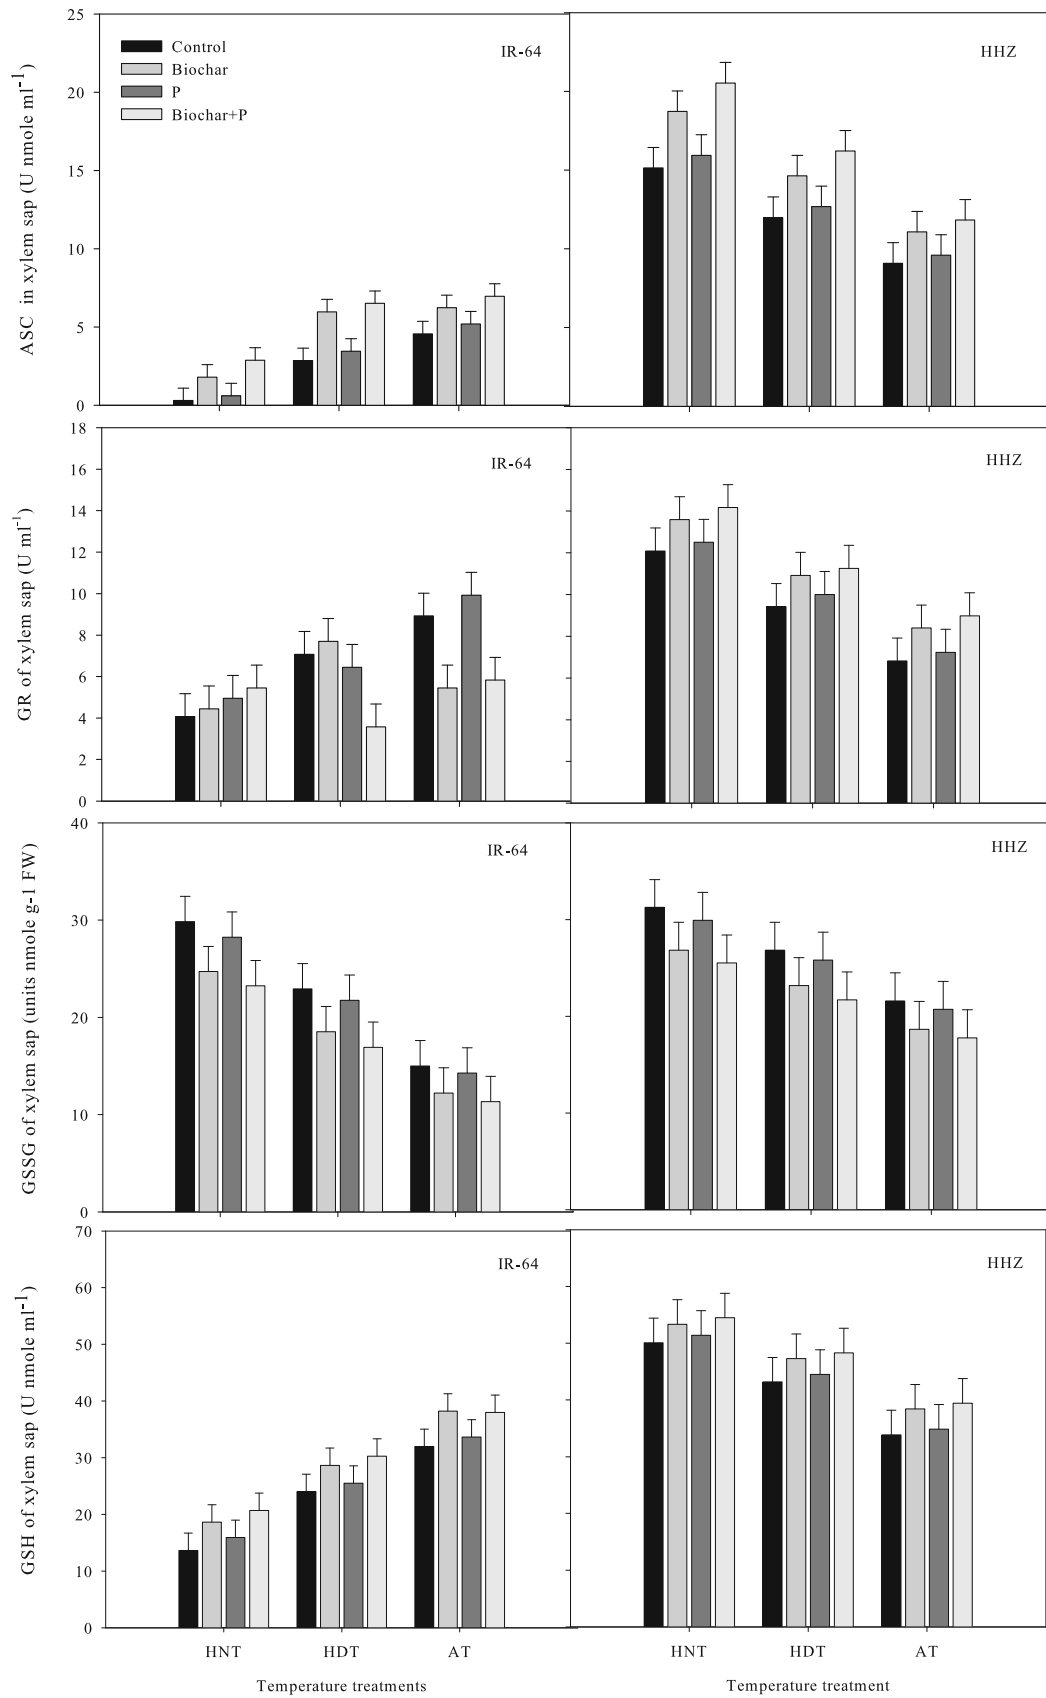 25
20
15
10
5
0
ASC in xylem sap (U nmole ml-1)
Control
Biochar
P
Biochar+P
IR-64
HHZ
18
16
14
12
10
8
6
4
2
0
GR of xylem sap (U ml-1)
IR-64
HHZ
40
30
20
10
0
GSSG of xylem sap (units nmole g-1 FW)
IR-64
HHZ
70
60
50
40
30
20
10
0
GSH of xylem sap (U nmole ml-1)
IR-64
HHZ
HNT HDT AT
HNT HDT AT
Temperature treatments
Temperature treatment